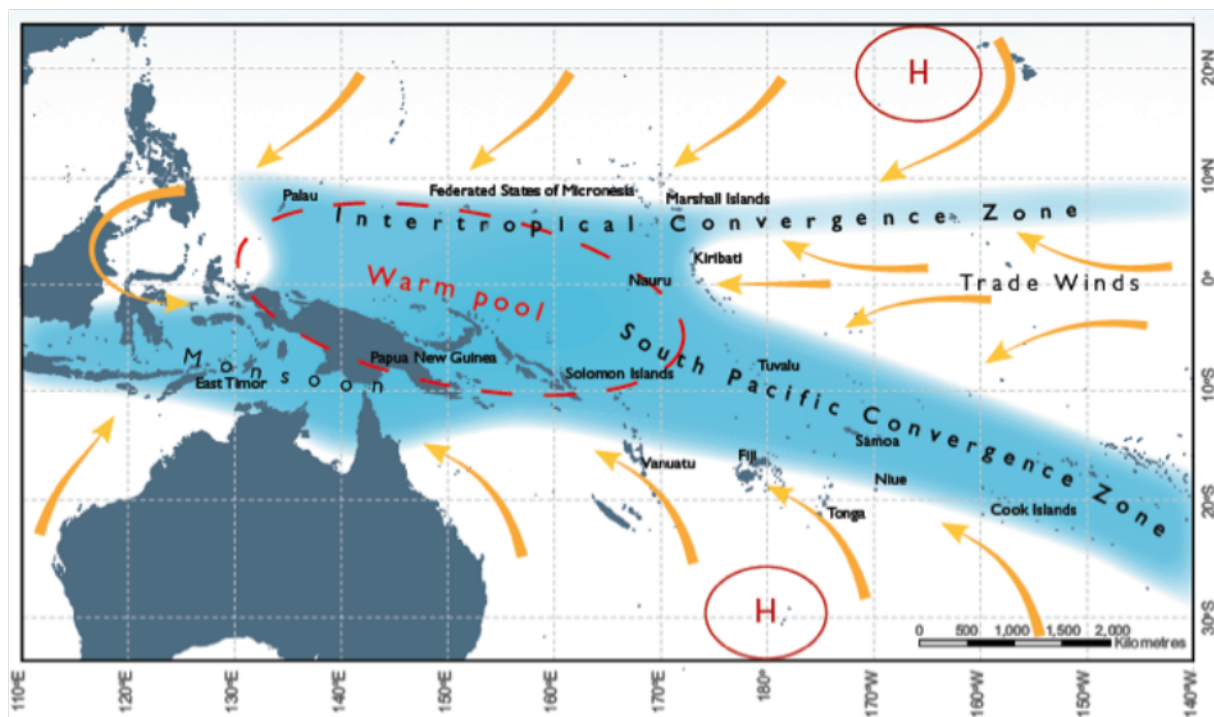 H
20°N
10°N
Palau
Federated States of Micronesia
Marshall Islands
Intertropical Convergence Zone
Kiribati
Warm pool
Nauru
Trade Winds
0°
South Pacific Convergence Zone
Monsoon
Papua New Guinea
East Timor
Solomon Islands
Tuvalu
10°S
Samoa
Vanuatu
Fiji
Niue
20°S
Tonga
Cook Islands
H
30°S
0 500 1,000 1,500 2,000
Kilometres
110°E 120°E 130°E 140°E 150°E 160°E 170°E 180° 170°W 160°W 150°W 140°W